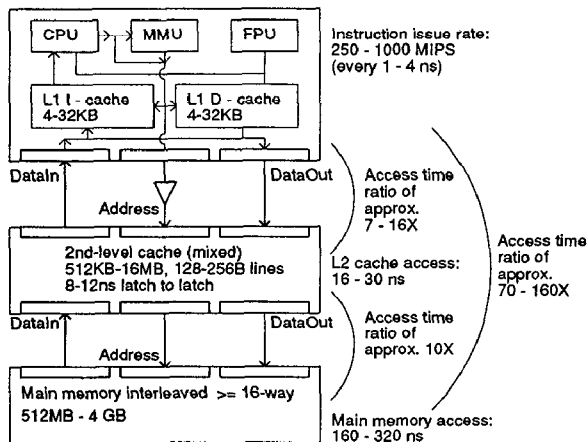 CPU
MMU
FPU
L1 I - cache
4-32KB
L1 D - cache
4-32KB
Instruction issue rate:
250 - 1000 MIPS
(every 1 - 4 ns)
DataIn
DataOut
Address
Access time
ratio of
approx.
7 - 16X
2nd-level cache (mixed)
512KB-16MB, 128-256B lines
8-12ns latch to latch
L2 cache access:
16 - 30 ns
Access time
ratio of
approx.
70 - 160X
DataIn
DataOut
Address
Access time
ratio of
approx. 10X
Main memory interleaved >= 16-way
512MB - 4 GB
Main memory access:
160 - 320 ns